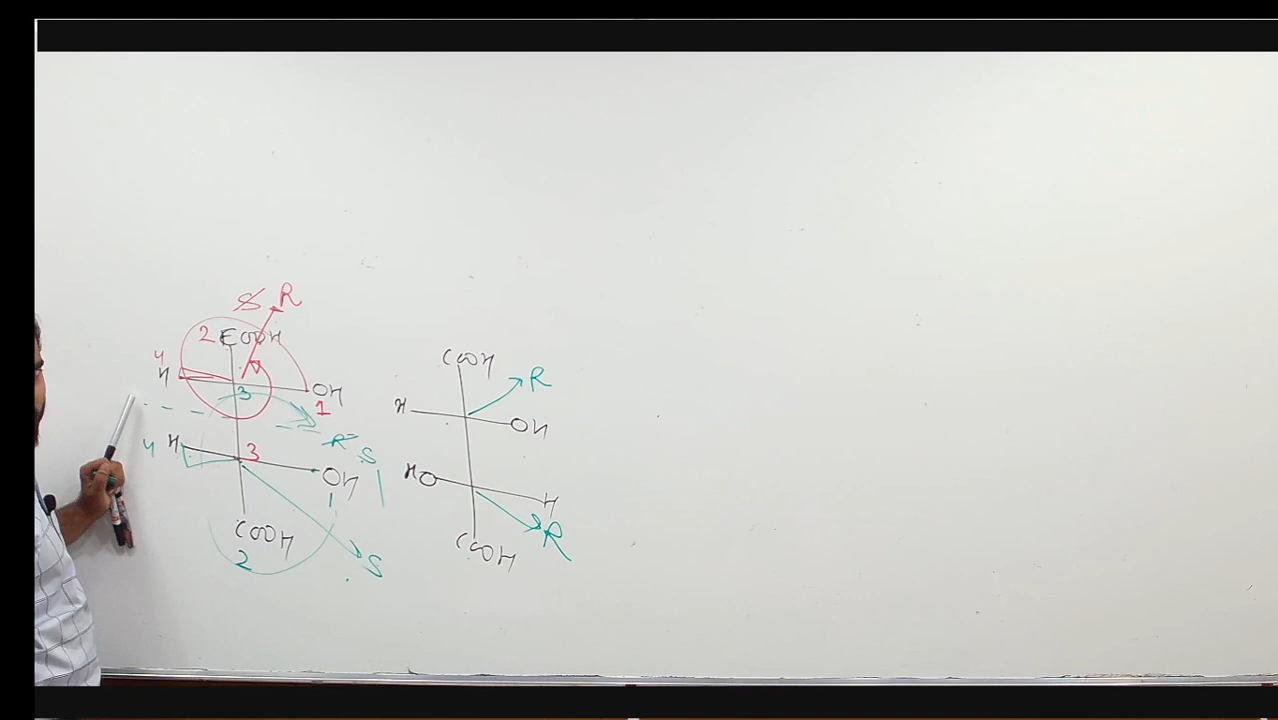 S R
2 COOH
4
H 3 OH
1
R S
4 H 3 OH
1
COOH
2
S
COOH
R
H OH
HO H
R
COOH